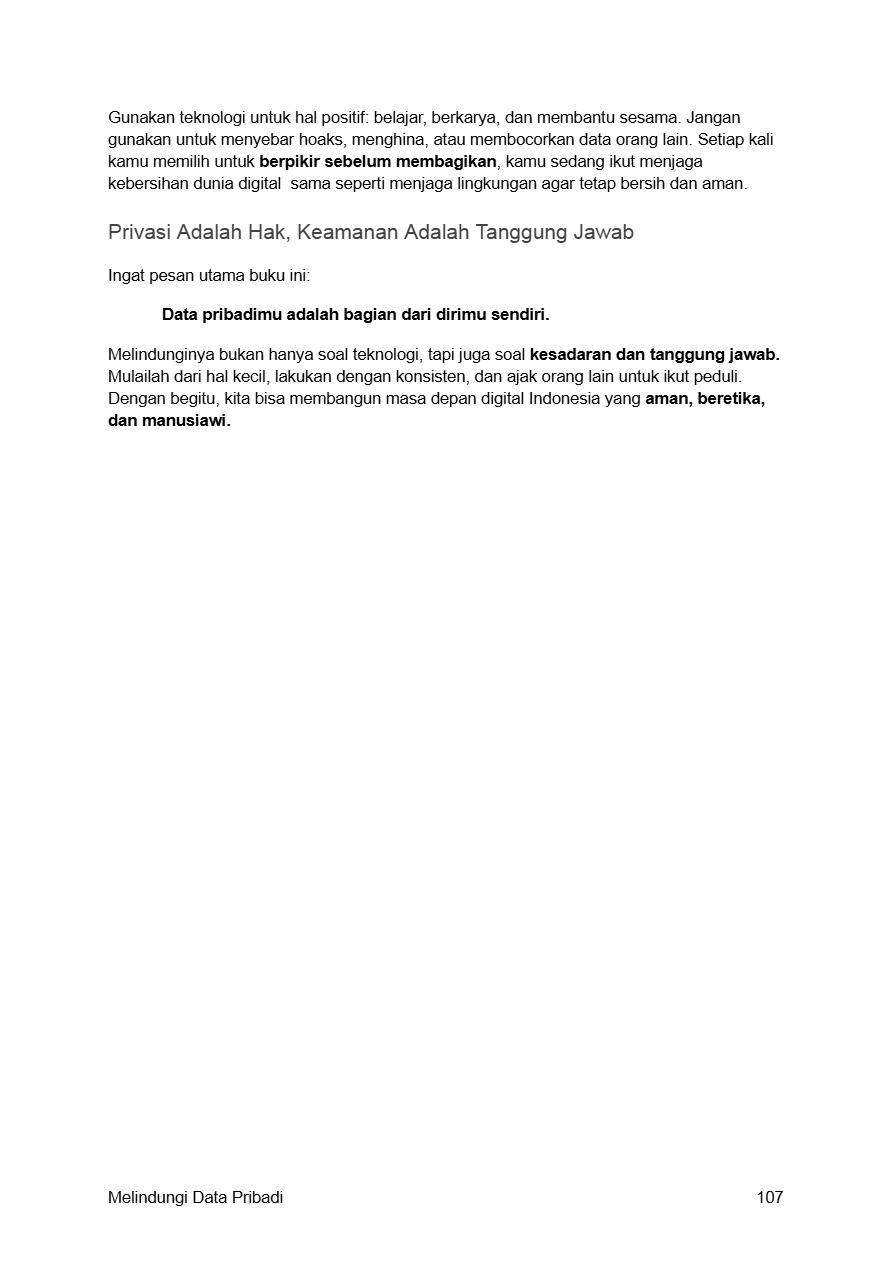 Gunakan teknologi untuk hal positif: belajar, berkarya, dan membantu sesama. Jangan
gunakan untuk menyebar hoaks, menghina, atau membocorkan data orang lain. Setiap kali
kamu memilih untuk berpikir sebelum membagikan, kamu sedang ikut menjaga
kebersihan dunia digital  sama seperti menjaga lingkungan agar tetap bersih dan aman.
Privasi Adalah Hak, Keamanan Adalah Tanggung Jawab
Ingat pesan utama buku ini:
Data pribadimu adalah bagian dari dirimu sendiri.
Melindunginya bukan hanya soal teknologi, tapi juga soal kesadaran dan tanggung jawab.
Mulailah dari hal kecil, lakukan dengan konsisten, dan ajak orang lain untuk ikut peduli.
Dengan begitu, kita bisa membangun masa depan digital Indonesia yang aman, beretika,
dan manusiawi.
Melindungi Data Pribadi 107